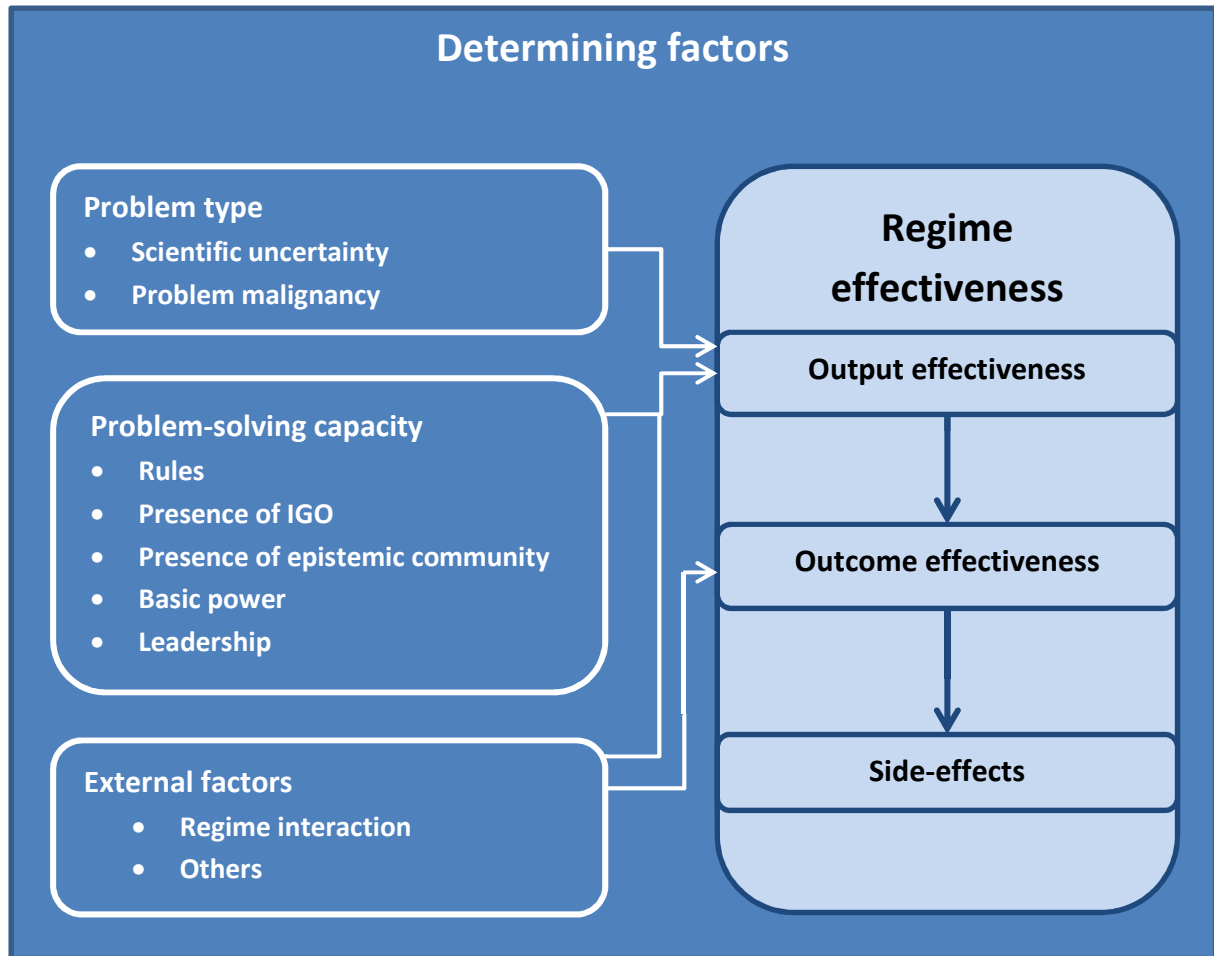 Determining factors
Problem type
• Scientific uncertainty
• Problem malignancy
Problem-solving capacity
• Rules
• Presence of IGO
• Presence of epistemic community
• Basic power
• Leadership
External factors
• Regime interaction
• Others
Regime
effectiveness
Output effectiveness
Outcome effectiveness
Side-effects